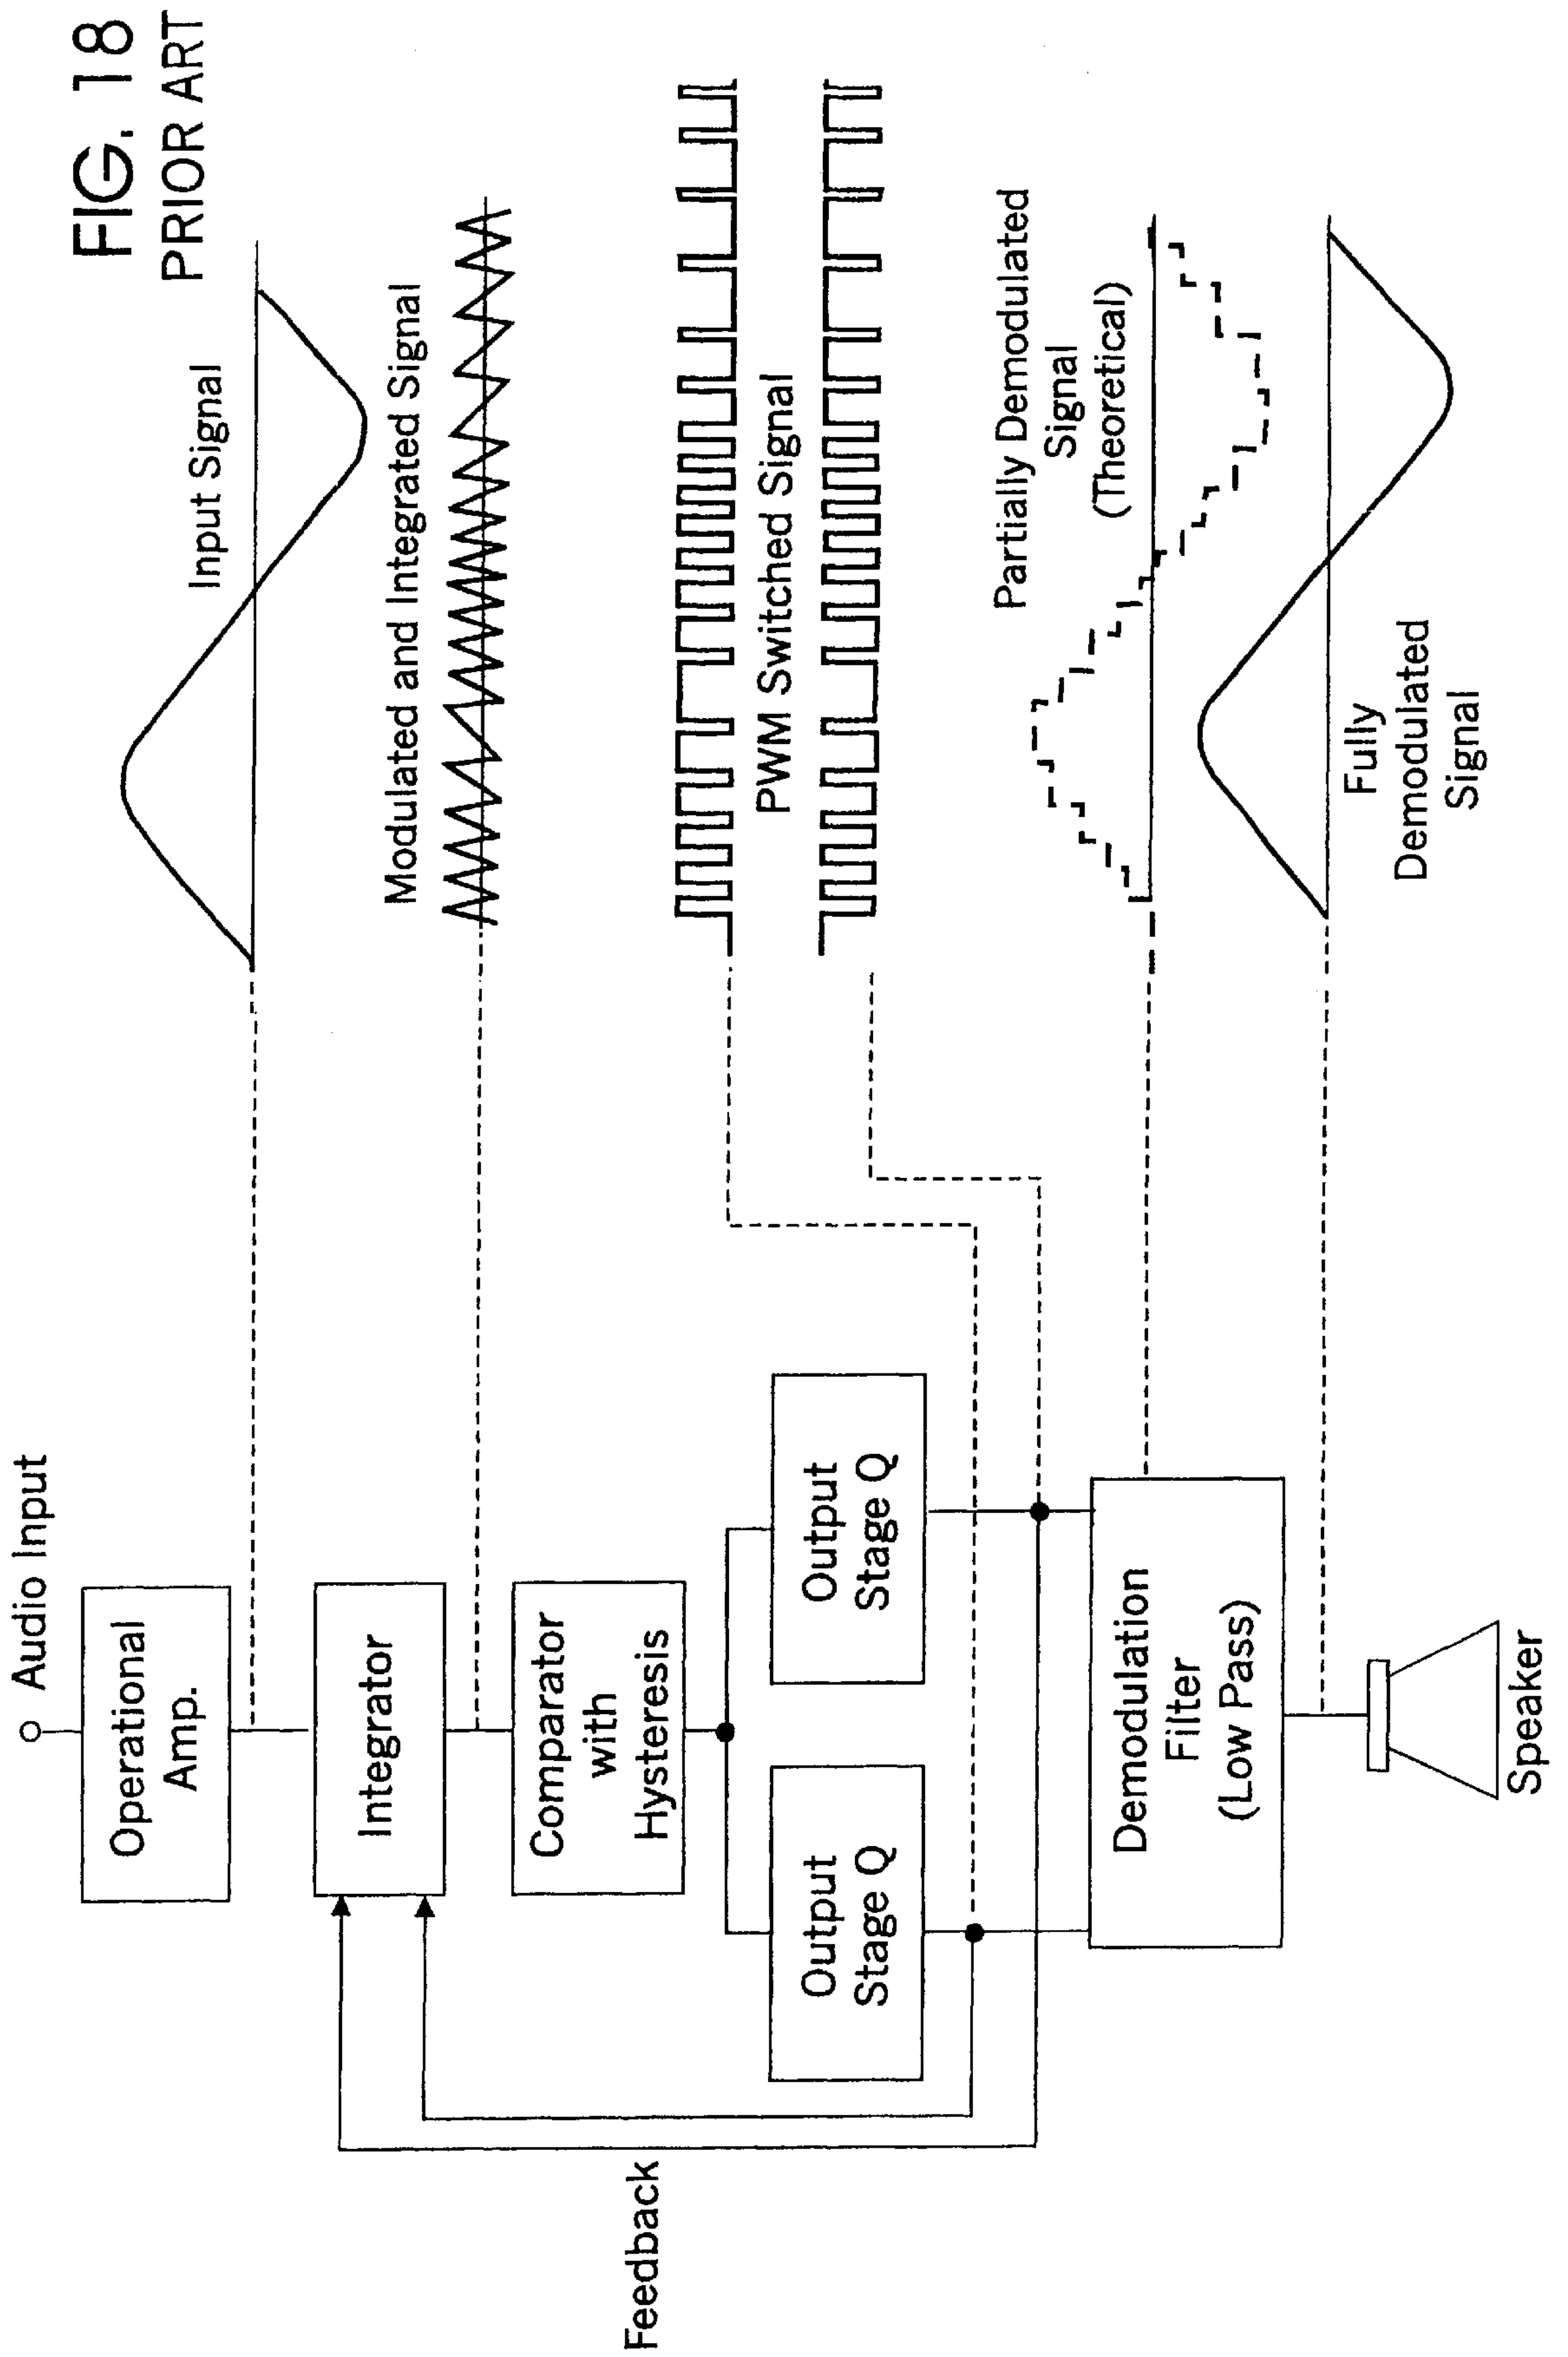 FIG. 18
PRIOR ART
Audio Input
Operational
Amp.
Input Signal
Integrator
Modulated and Integrated Signal
Comparator
with
Hysteresis
Feedback
Output
Stage Q
Output
Stage Q
PWM Switched Signal
Partially Demodulated
Signal
(Theoretical)
Demodulation
Filter
(Low Pass)
Fully
Demodulated
Signal
Speaker